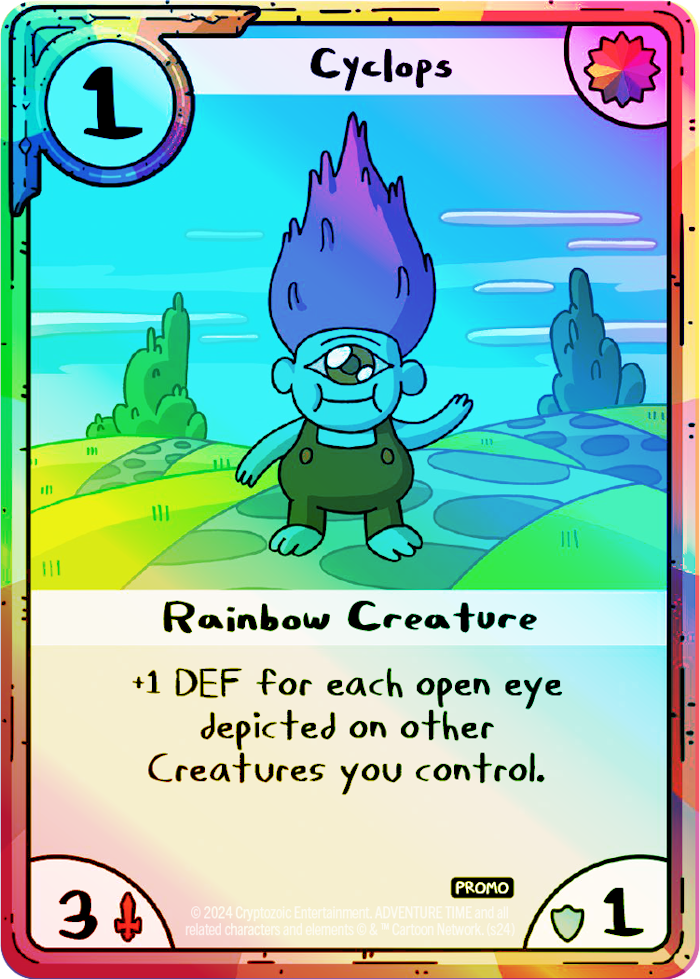 1
Cyclops
Rainbow Creature
+1 DEF for each open eye
depicted on other
Creatures you control.
PROMO
3
© 2024 Cryptozoic Entertainment. ADVENTURE TIME and all
related characters and elements © & ™ Cartoon Network. (s24)
1